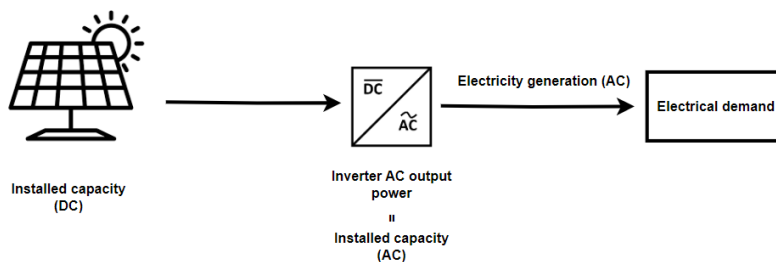 DC
AC
Electricity generation (AC)
Electrical demand
Installed capacity
(DC)
Inverter AC output
power
=
Installed capacity
(AC)